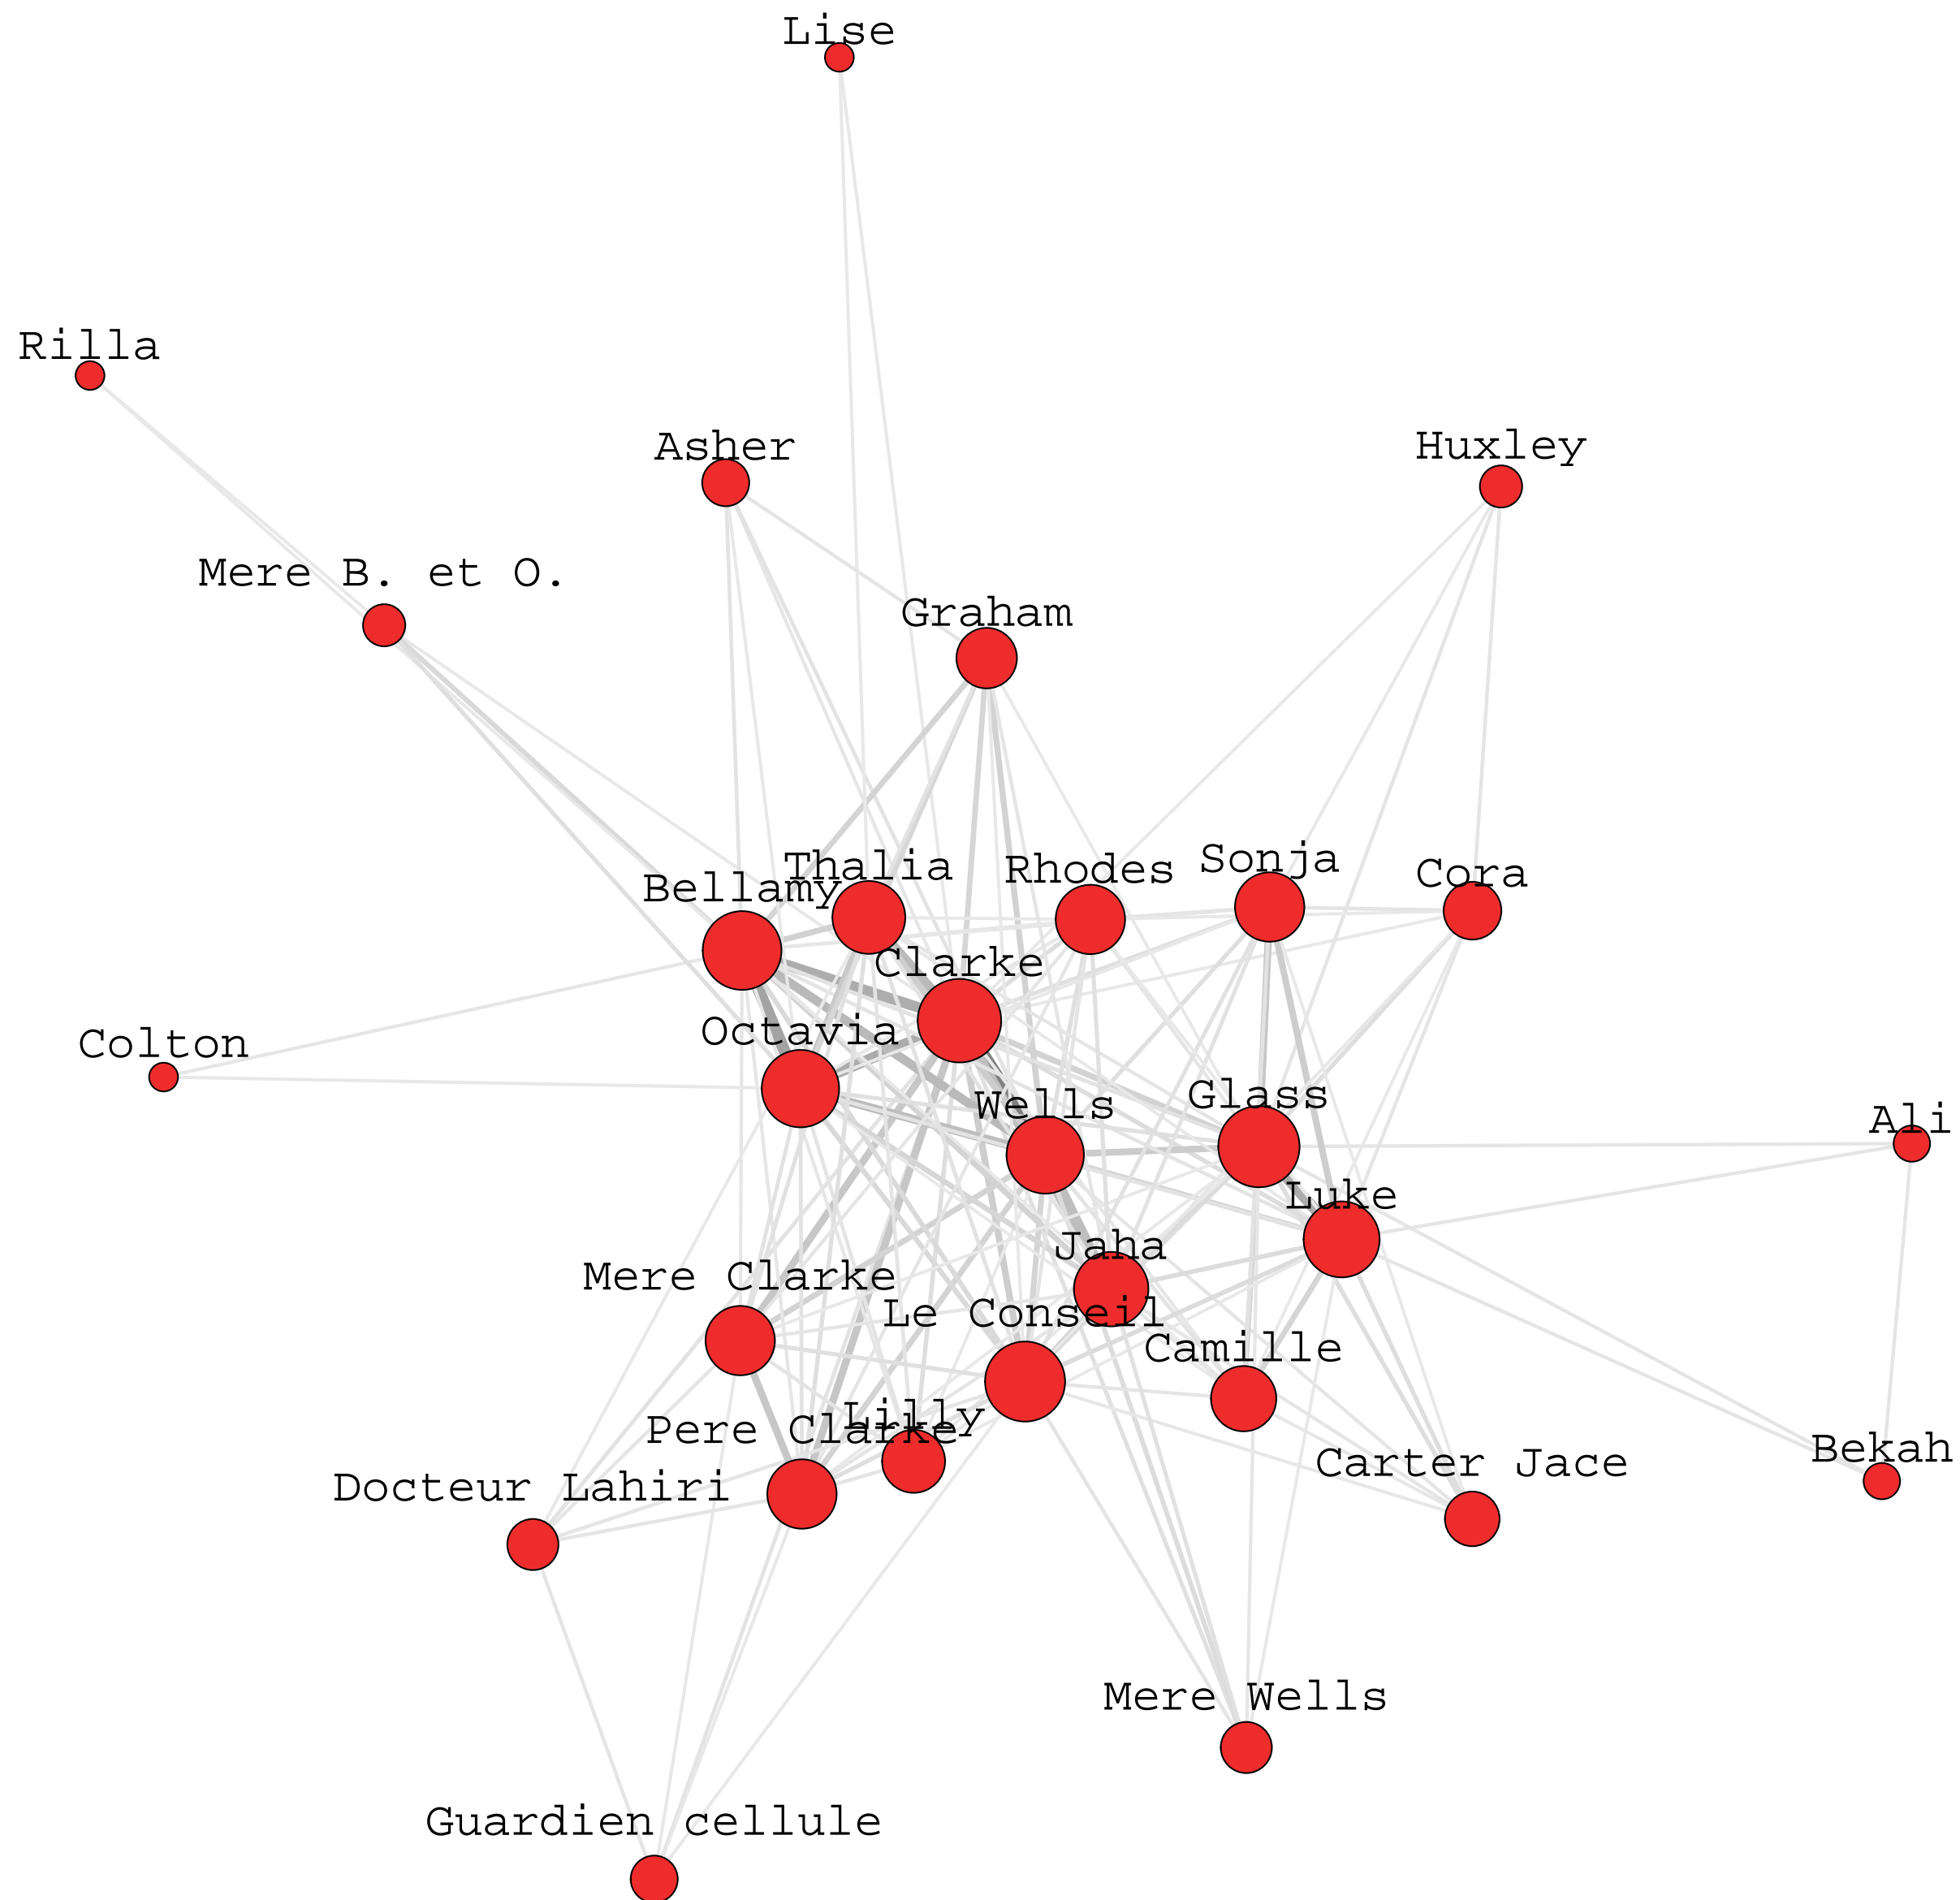 Lise
Rilla
Asher
Huxley
Mere B. et O.
Graham
Thalia
Rhodes
Sonja
Cora
Bellamy
Clarke
Octavia
Colton
Wells
Glass
Ali
Luke
Jaha
Mere Clarke
Le Conseil
Camille
Lilly
Pere Clarke
Bekah
Carter Jace
Docteur Lahiri
Mere Wells
Guardien cellule